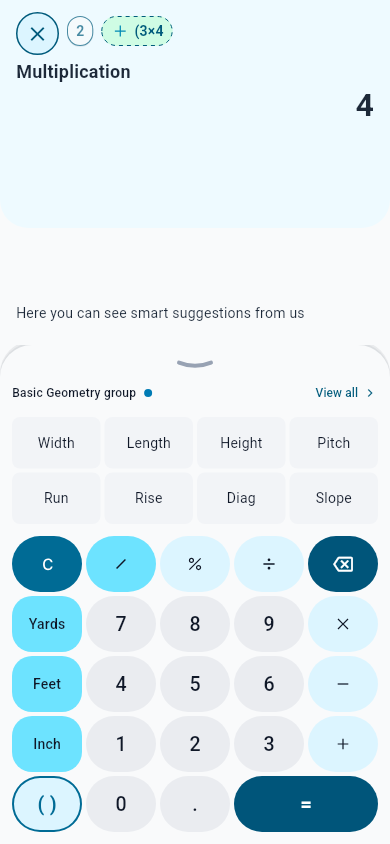 × 2 + (3×4
Multiplication
4
Here you can see smart suggestions from us
Basic Geometry group View all >
Width Length Height Pitch
Run Rise Diag Slope
C / % ÷
Yards 7 8 9 ×
Feet 4 5 6 −
Inch 1 2 3 +
( ) 0 . =